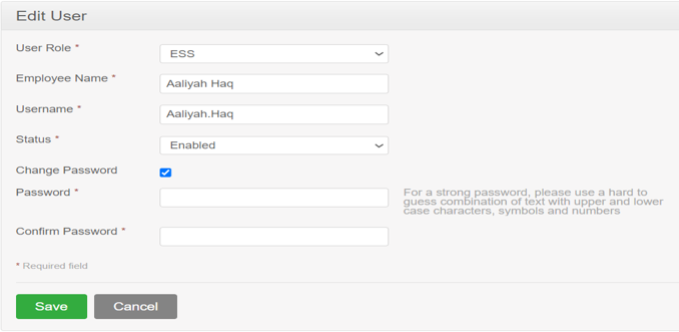 Edit User
User Role * ESS
Employee Name * Aaliyah Haq
Username * Aaliyah.Haq
Status * Enabled
Change Password
Password * For a strong password, please use a hard to
guess combination of text with upper and lower
case characters, symbols and numbers
Confirm Password *
* Required field
Save Cancel